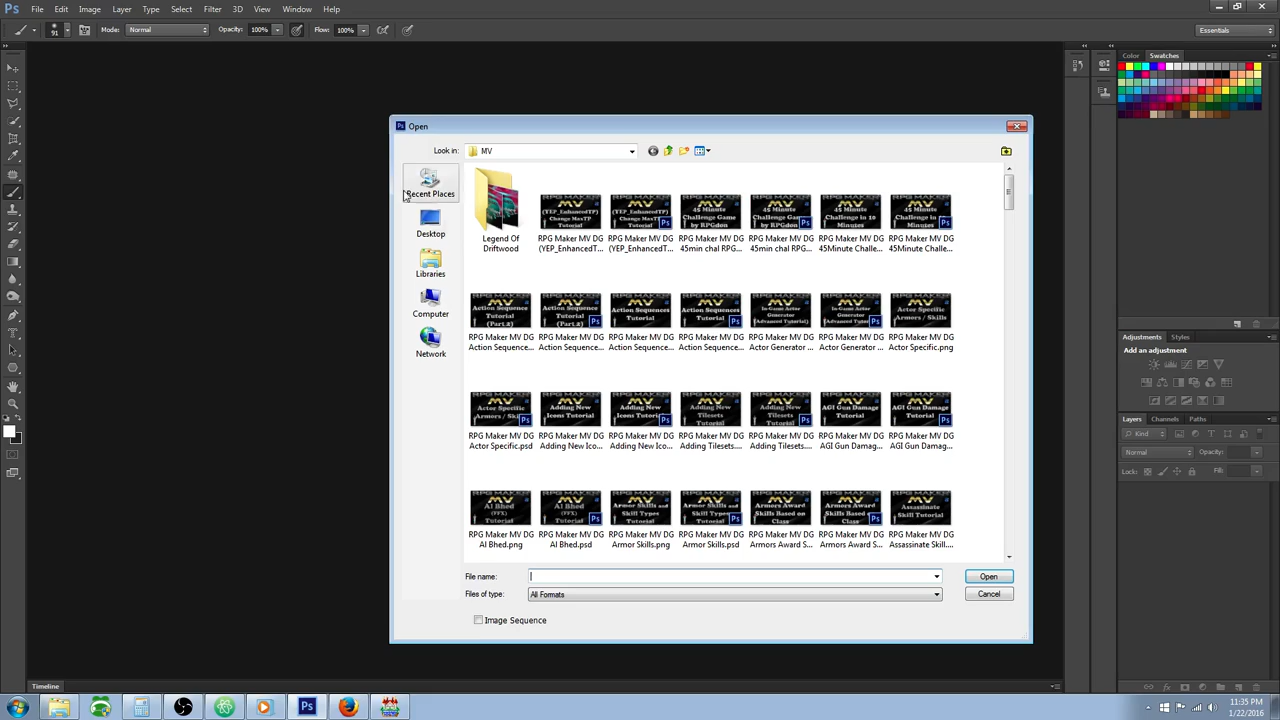 Ps File Edit Image Layer Type Select Filter 3D View Window Help
91 Mode: Normal Opacity: 100% Flow: 100% Essentials
Color Swatches
Ps Open
Look in: MV
Recent Places
Desktop
Libraries
Computer
Network
Legend Of
Driftwood
RPG Maker MV DG
(YEP_EnhancedT...
RPG Maker MV DG
(YEP_EnhancedT...
RPG Maker MV DG
45min chal RPG...
RPG Maker MV DG
45min chal RPG...
RPG Maker MV DG
45Minute Challe...
RPG Maker MV DG
45Minute Challe...
RPG Maker MV DG
Action Sequence...
RPG Maker MV DG
Action Sequence...
RPG Maker MV DG
Action Sequence...
RPG Maker MV DG
Action Sequence...
RPG Maker MV DG
Actor Generator ...
RPG Maker MV DG
Actor Generator ...
RPG Maker MV DG
Actor Specific.png
RPG Maker MV DG
Actor Specific.psd
RPG Maker MV DG
Adding New Ico...
RPG Maker MV DG
Adding New Ico...
RPG Maker MV DG
Adding Tilesets....
RPG Maker MV DG
Adding Tilesets....
RPG Maker MV DG
AGI Gun Damag...
RPG Maker MV DG
AGI Gun Damag...
RPG Maker MV DG
Al Bhed.png
RPG Maker MV DG
Al Bhed.psd
RPG Maker MV DG
Armor Skills.png
RPG Maker MV DG
Armor Skills.psd
RPG Maker MV DG
Armors Award S...
RPG Maker MV DG
Armors Award S...
RPG Maker MV DG
Assassinate Skill....
File name: Open
Files of type: All Formats Cancel
Image Sequence
Adjustments Styles
Add an adjustment
Layers Channels Paths
Kind
Normal Opacity:
Lock: Fill:
Timeline
11:35 PM
1/22/2016